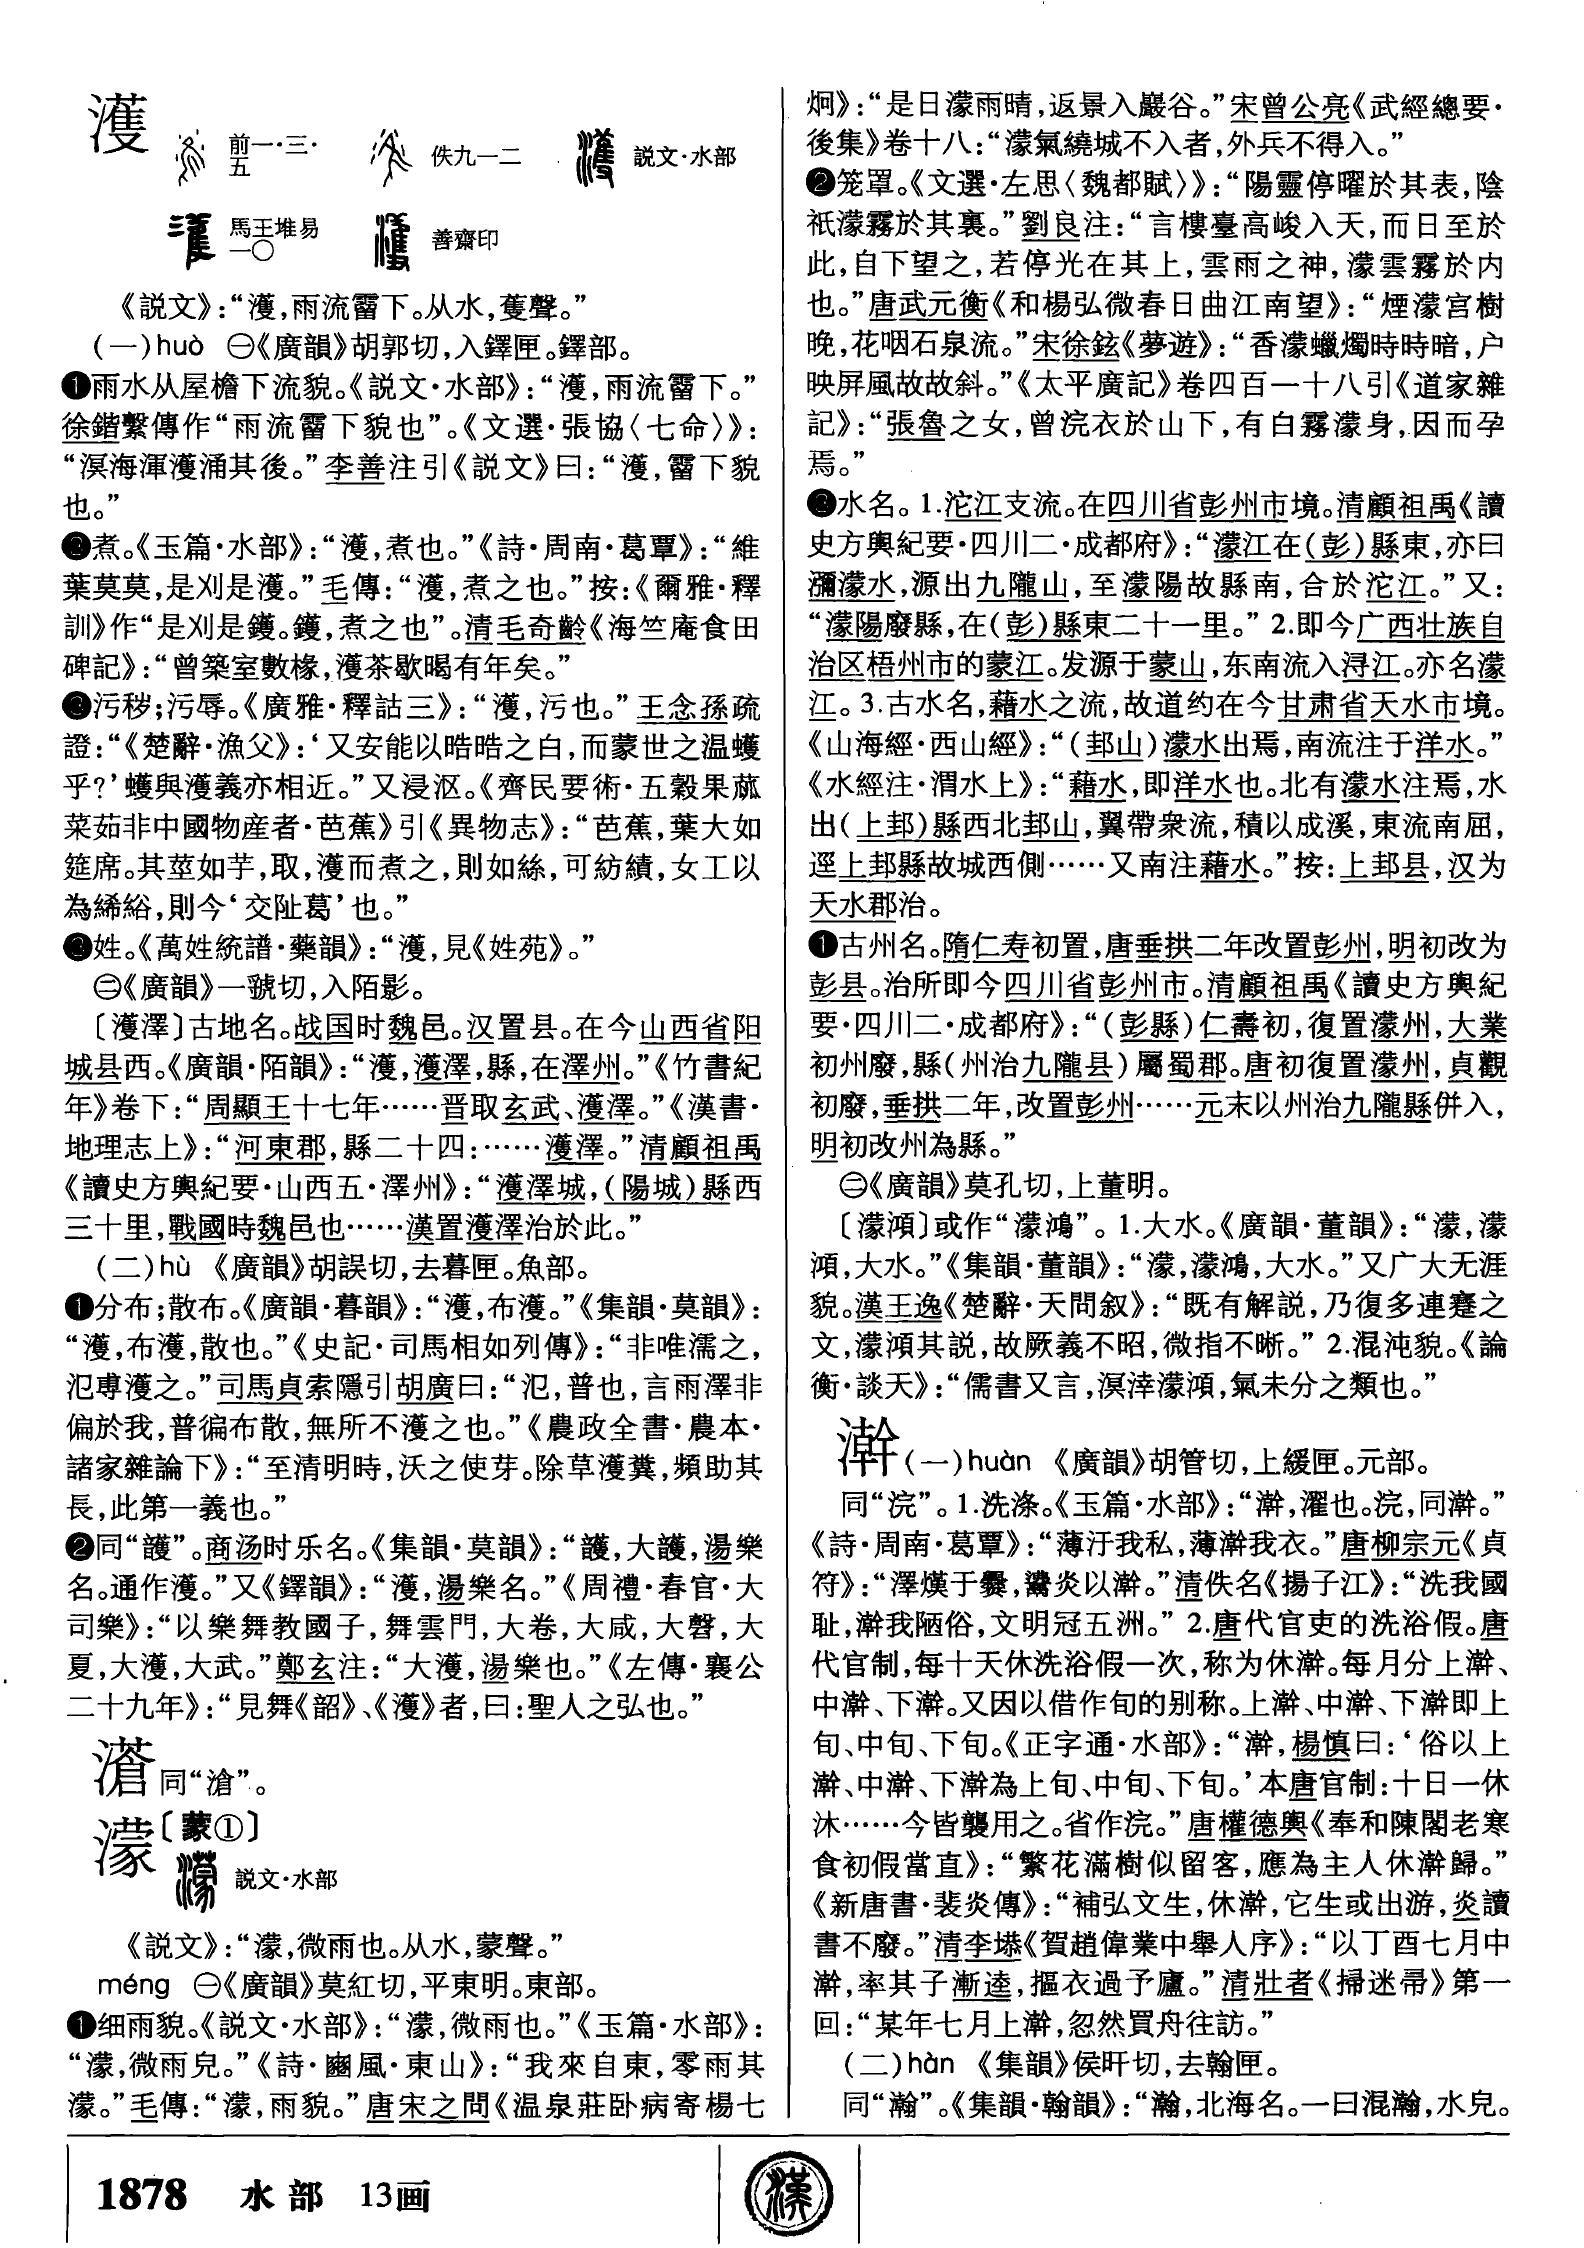 濩
前一·三·五
佚九一二
説文·水部
馬王堆易一〇
善齋印
《説文》：“濩，雨流霤下。从水，蒦聲。”
（一）huò ㊀《廣韻》胡郭切，入鐸匣。鐸部。
❶雨水从屋檐下流貌。《説文·水部》：“濩，雨流霤下。”
徐鍇繫傳作“雨流霤下貌也”。《文選·張協〈七命〉》：
“溟海渾濩涌其後。”李善注引《説文》曰：“濩，霤下貌
也。”
❷煮。《玉篇·水部》：“濩，煮也。”《詩·周南·葛覃》：“維
葉莫莫，是刈是濩。”毛傳：“濩，煮之也。”按：《爾雅·釋
訓》作“是刈是鑊。鑊，煮之也”。清毛奇齡《海竺庵食田
碑記》：“曾築室數椽，濩茶歇暍有年矣。”
❸污秽；污辱。《廣雅·釋詁三》：“濩，污也。”王念孫疏
證：“《楚辭·漁父》：‘又安能以晧晧之白，而蒙世之温蠖
乎？’蠖與濩義亦相近。”又浸沤。《齊民要術·五穀果蓏
菜茹非中國物産者·芭蕉》引《異物志》：“芭蕉，葉大如
筵席。其莖如芋，取，濩而煮之，則如絲，可紡績，女工以
為絺綌，則今‘交阯葛’也。”
❹姓。《萬姓統譜·藥韻》：“濩，見《姓苑》。”
㊁《廣韻》一虢切，入陌影。
〔濩澤〕古地名。战国时魏邑。汉置县。在今山西省阳
城县西。《廣韻·陌韻》：“濩，濩澤，縣，在澤州。”《竹書紀
年》卷下：“周顯王十七年……晋取玄武、濩澤。”《漢書·
地理志上》：“河東郡，縣二十四：……濩澤。”清顧祖禹
《讀史方輿紀要·山西五·澤州》：“濩澤城，（陽城）縣西
三十里，戰國時魏邑也……漢置濩澤治於此。”
（二）hù 《廣韻》胡誤切，去暮匣。魚部。
❶分布；散布。《廣韻·暮韻》：“濩，布濩。”《集韻·莫韻》：
“濩，布濩，散也。”《史記·司馬相如列傳》：“非唯濡之，
氾尃濩之。”司馬貞索隱引胡廣曰：“氾，普也，言雨澤非
偏於我，普徧布散，無所不濩之也。”《農政全書·農本·
諸家雜論下》：“至清明時，沃之使芽。除草濩糞，頻助其
長，此第一義也。”
❷同“護”。商汤时乐名。《集韻·莫韻》：“護，大護，湯樂
名。通作濩。”又《鐸韻》：“濩，湯樂名。”《周禮·春官·大
司樂》：“以樂舞教國子，舞雲門，大卷，大咸，大㲈，大
夏，大濩，大武。”鄭玄注：“大濩，湯樂也。”《左傳·襄公
二十九年》：“見舞《韶》、《濩》者，曰：聖人之弘也。”
濸同“滄”。
濛〔蒙①〕
説文·水部
《説文》：“濛，微雨也。从水，蒙聲。”
méng ㊀《廣韻》莫紅切，平東明。東部。
❶细雨貌。《説文·水部》：“濛，微雨也。”《玉篇·水部》：
“濛，微雨皃。”《詩·豳風·東山》：“我來自東，零雨其
濛。”毛傳：“濛，雨貌。”唐宋之問《温泉莊卧病寄楊七
炯》：“是日濛雨晴，返景入巖谷。”宋曾公亮《武經總要·
後集》卷十八：“濛氣繞城不入者，外兵不得入。”
❷笼罩。《文選·左思〈魏都賦〉》：“陽靈停曜於其表，陰
祇濛霧於其裏。”劉良注：“言樓臺高峻入天，而日至於
此，自下望之，若停光在其上，雲雨之神，濛雲霧於内
也。”唐武元衡《和楊弘微春日曲江南望》：“煙濛宫樹
晚，花咽石泉流。”宋徐鉉《夢遊》：“香濛蠟燭時時暗，户
映屏風故故斜。”《太平廣記》卷四百一十八引《道家雜
記》：“張魯之女，曾浣衣於山下，有白霧濛身，因而孕
焉。”
❸水名。1.沱江支流。在四川省彭州市境。清顧祖禹《讀
史方輿紀要·四川二·成都府》：“濛江在（彭）縣東，亦曰
瀰濛水，源出九隴山，至濛陽故縣南，合於沱江。”又：
“濛陽廢縣，在（彭）縣東二十一里。”2.即今广西壮族自
治区梧州市的蒙江。发源于蒙山，东南流入浔江。亦名濛
江。3.古水名，藉水之流，故道约在今甘肃省天水市境。
《山海經·西山經》：“（邽山）濛水出焉，南流注于洋水。”
《水經注·渭水上》：“藉水，即洋水也。北有濛水注焉，水
出（上邽）縣西北邽山，翼帶衆流，積以成溪，東流南屈，
逕上邽縣故城西側……又南注藉水。”按：上邽县，汉为
天水郡治。
❹古州名。隋仁寿初置，唐垂拱二年改置彭州，明初改为
彭县。治所即今四川省彭州市。清顧祖禹《讀史方輿紀
要·四川二·成都府》：“（彭縣）仁壽初，復置濛州，大業
初州廢，縣（州治九隴县）屬蜀郡。唐初復置濛州，貞觀
初廢，垂拱二年，改置彭州……元末以州治九隴縣併入，
明初改州為縣。”
㊁《廣韻》莫孔切，上董明。
〔濛澒〕或作“濛鴻”。1.大水。《廣韻·董韻》：“濛，濛
澒，大水。”《集韻·董韻》：“濛，濛鴻，大水。”又广大无涯
貌。漢王逸《楚辭·天問叙》：“既有解説，乃復多連蹇之
文，濛澒其説，故厥義不昭，微指不晣。”2.混沌貌。《論
衡·談天》：“儒書又言，溟涬濛澒，氣未分之類也。”
澣（一）huàn 《廣韻》胡管切，上緩匣。元部。
同“浣”。1.洗涤。《玉篇·水部》：“澣，濯也。浣，同澣。”
《詩·周南·葛覃》：“薄汙我私，薄澣我衣。”唐柳宗元《貞
符》：“澤熯于爨，炎以澣。”清佚名《揚子江》：“洗我國
耻，澣我陋俗，文明冠五洲。”2.唐代官吏的洗浴假。唐
代官制，每十天休洗浴假一次，称为休澣。每月分上澣、
中澣、下澣。又因以借作旬的别称。上澣、中澣、下澣即上
旬、中旬、下旬。《正字通·水部》：“澣，楊慎曰：‘俗以上
澣、中澣、下澣為上旬、中旬、下旬。’本唐官制：十日一休
沐……今皆襲用之。省作浣。”唐權德輿《奉和陳閣老寒
食初假當直》：“繁花滿樹似留客，應為主人休澣歸。”
《新唐書·裴炎傳》：“補弘文生，休澣，它生或出游，炎讀
書不廢。”清李塨《賀趙偉業中舉人序》：“以丁酉七月中
澣，率其子漸逵，摳衣過予廬。”清壯者《掃迷帚》第一
回：“某年七月上澣，忽然買舟往訪。”
（二）hàn 《集韻》侯旰切，去翰匣。
同“瀚”。《集韻·翰韻》：“瀚，北海名。一曰混瀚，水皃。
1878 水部 13画
漢